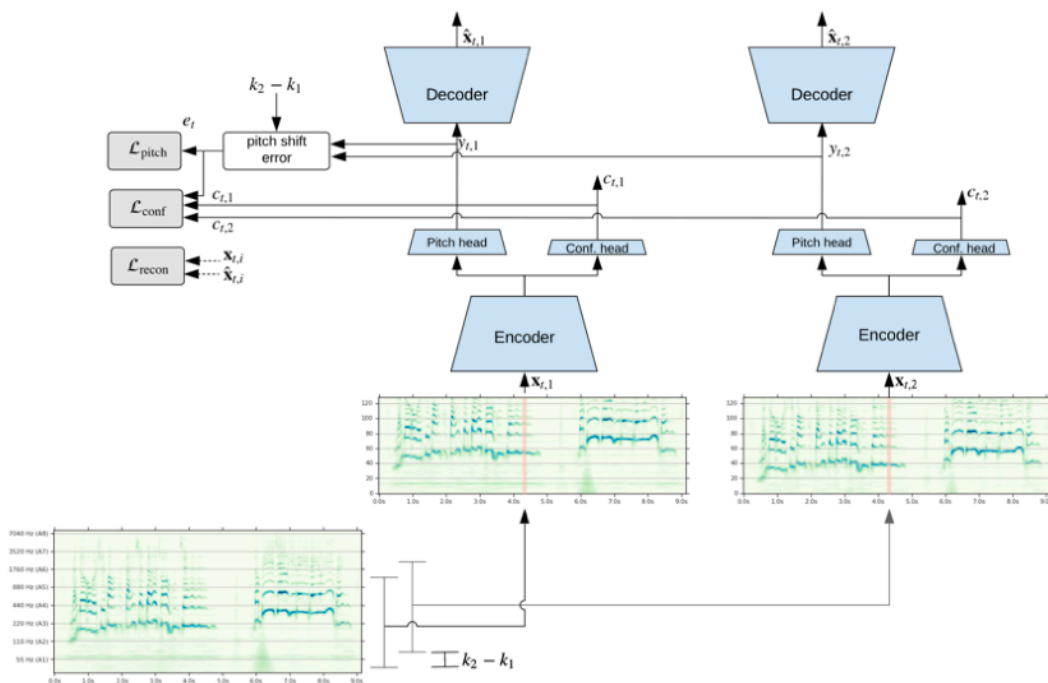 x̂t,1
x̂t,2
Decoder
Decoder
k2 − k1
et
ℒpitch
pitch shift
error
yt,1
yt,2
ℒconf
ct,1
ct,2
ct,1
ct,2
Pitch head
Conf. head
Pitch head
Conf. head
ℒrecon
xt,i
x̂t,i
Encoder
Encoder
xt,1
xt,2
120
100
80
60
40
20
0
0.0s 1.0s 2.0s 3.0s 4.0s 5.0s 6.0s 7.0s 8.0s 9.0s
120
100
80
60
40
20
0
0.0s 1.0s 2.0s 3.0s 4.0s 5.0s 6.0s 7.0s 8.0s 9.0s
7040 Hz (A8)
3520 Hz (A7)
1760 Hz (A6)
880 Hz (A5)
440 Hz (A4)
220 Hz (A3)
110 Hz (A2)
55 Hz (A1)
0.0s 1.0s 2.0s 3.0s 4.0s 5.0s 6.0s 7.0s 8.0s 9.0s
k2 − k1